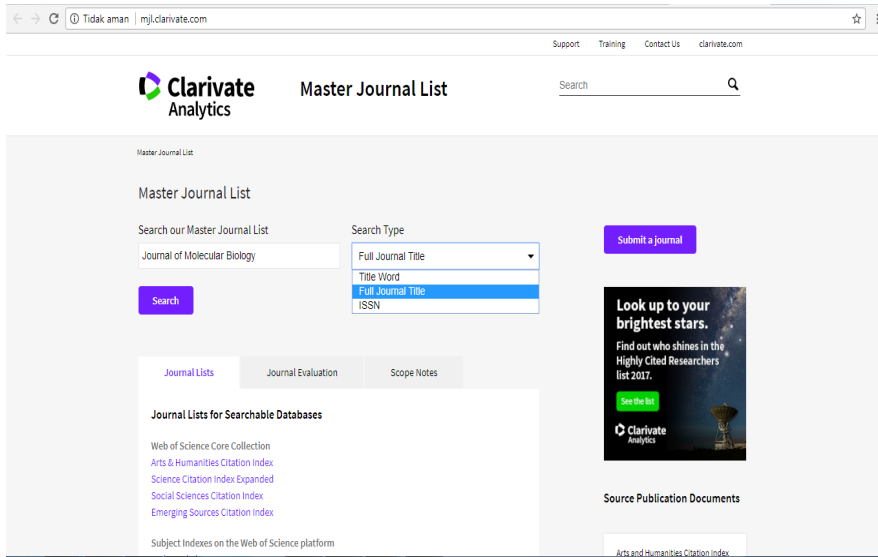 Tidak aman | mjl.clarivate.com
Support Training Contact Us clarivate.com
Clarivate
Analytics
Master Journal List
Search
Master Journal List
Master Journal List
Search our Master Journal List
Search Type
Journal of Molecular Biology
Full Journal Title
Title Word
Full Journal Title
ISSN
Search
Submit a journal
Look up to your
brightest stars.
Find out who shines in the
Highly Cited Researchers
list 2017.
See the list
Clarivate
Analytics
Journal Lists Journal Evaluation Scope Notes
Journal Lists for Searchable Databases
Web of Science Core Collection
Arts & Humanities Citation Index
Science Citation Index Expanded
Social Sciences Citation Index
Emerging Sources Citation Index
Subject Indexes on the Web of Science platform
Source Publication Documents
Arts and Humanities Citation Index